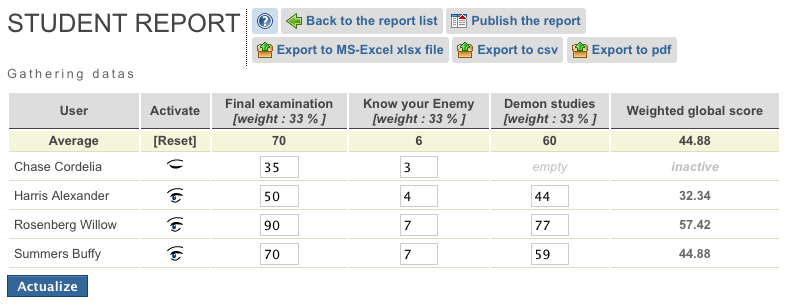 STUDENT REPORT
? Back to the report list Publish the report
Export to MS-Excel xlsx file Export to csv Export to pdf
Gathering datas
User Activate Final examination [weight : 33 % ] Know your Enemy [weight : 33 % ] Demon studies [weight : 33 % ] Weighted global score
Average [Reset] 70 6 60 44.88
Chase Cordelia 35 3 empty inactive
Harris Alexander 50 4 44 32.34
Rosenberg Willow 90 7 77 57.42
Summers Buffy 70 7 59 44.88
Actualize